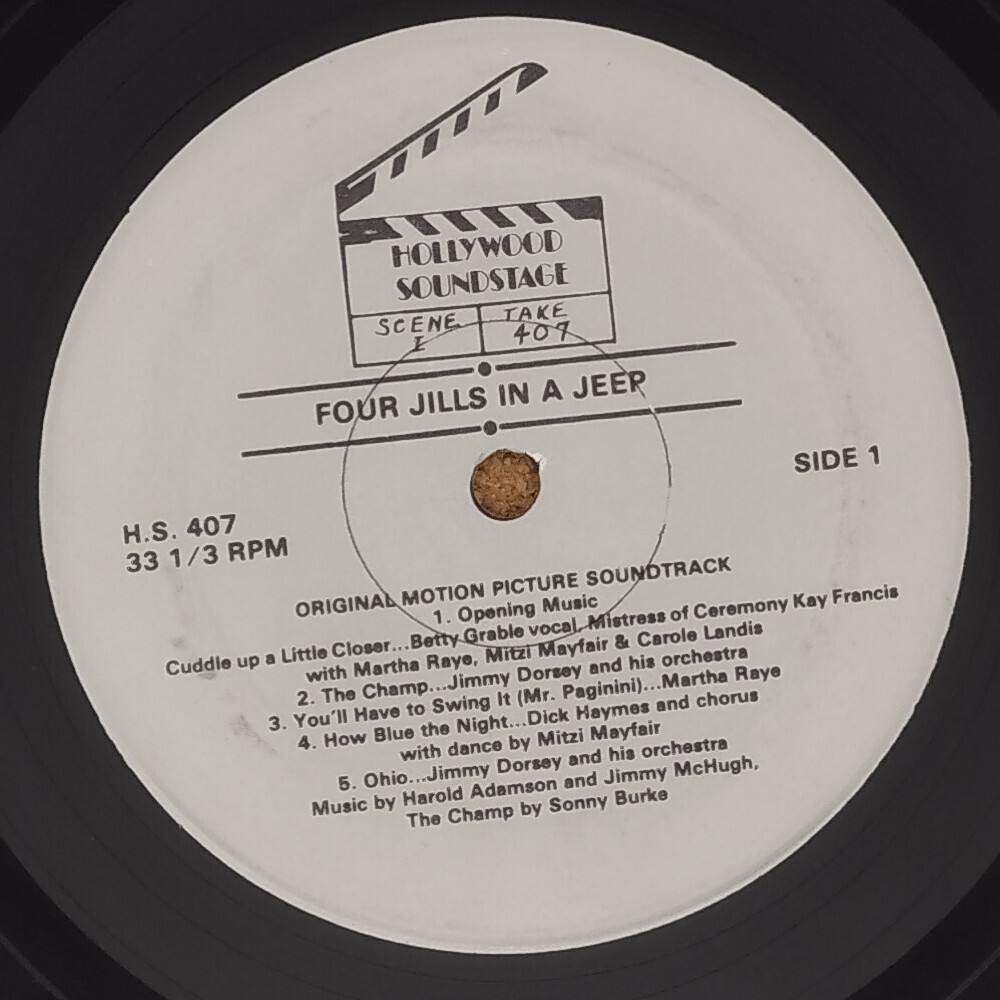 HOLLYWOOD
SOUNDSTAGE
SCENE TAKE
I 407
FOUR JILLS IN A JEEP
SIDE 1
H.S. 407
33 1/3 RPM
ORIGINAL MOTION PICTURE SOUNDTRACK
1. Opening Music
Cuddle up a Little Closer...Betty Grable vocal, Mistress of Ceremony Kay Francis
with Martha Raye, Mitzi Mayfair & Carole Landis
2. The Champ...Jimmy Dorsey and his orchestra
3. You'll Have to Swing It (Mr. Paginini)...Martha Raye
4. How Blue the Night...Dick Haymes and chorus
with dance by Mitzi Mayfair
5. Ohio...Jimmy Dorsey and his orchestra
Music by Harold Adamson and Jimmy McHugh,
The Champ by Sonny Burke